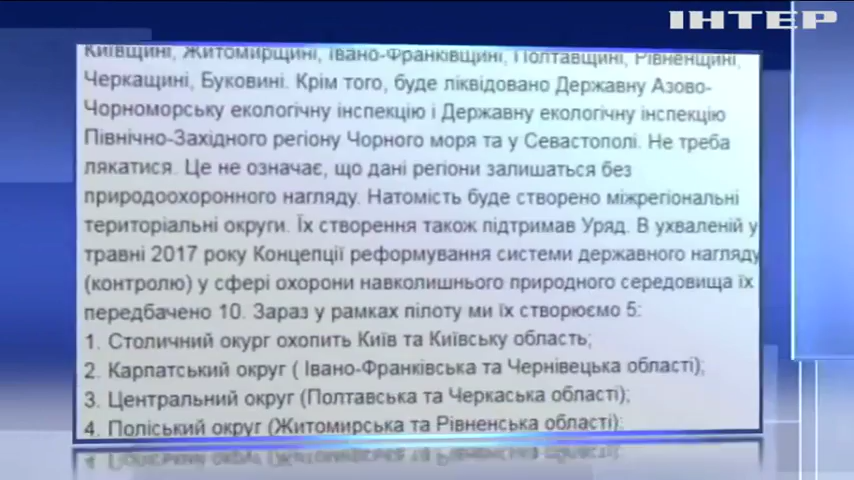 ІНТЕР
Київщині, Житомирщині, Івано-Франківщині, Полтавщині, Рівненщині,
Черкащині, Буковині. Крім того, буде ліквідовано Державну Азово-
Чорноморську екологічну інспекцію і Державну екологічну інспекцію
Північно-Західного регіону Чорного моря та у Севастополі. Не треба
лякатися. Це не означає, що дані регіони залишаться без
природоохоронного нагляду. Натомість буде створено міжрегіональні
територіальні округи. Їх створення також підтримав Уряд. В ухваленій у
травні 2017 року Концепції реформування системи державного нагляду
(контролю) у сфері охорони навколишнього природного середовища їх
передбачено 10. Зараз у рамках пілоту ми їх створюємо 5:
1. Столичний окург охопить Київ та Київську область;
2. Карпатський округ ( Івано-Франківська та Чернівецька області);
3. Центральний округ (Полтавська та Черкаська області);
4. Поліський округ (Житомирська та Рівненська області);